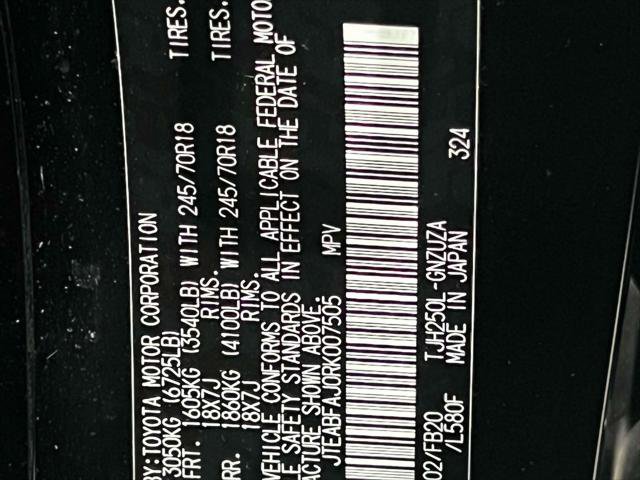 BY:TOYOTA MOTOR CORPORATION
3050KG (6725LB)
FRT. 1605KG (3540LB) WITH 245/70R18 TIRES.
18X7J RIMS.
RR. 1860KG (4100LB) WITH 245/70R18 TIRES.
18X7J RIMS.
VEHICLE CONFORMS TO ALL APPLICABLE FEDERAL MOTO
LE SAFETY STANDARDS IN EFFECT ON THE DATE OF
ACTURE SHOWN ABOVE.
JTEABFAJ0RK007505 MPV
02/FB20 TJH250L-GNZUZA 324
/L580F MADE IN JAPAN